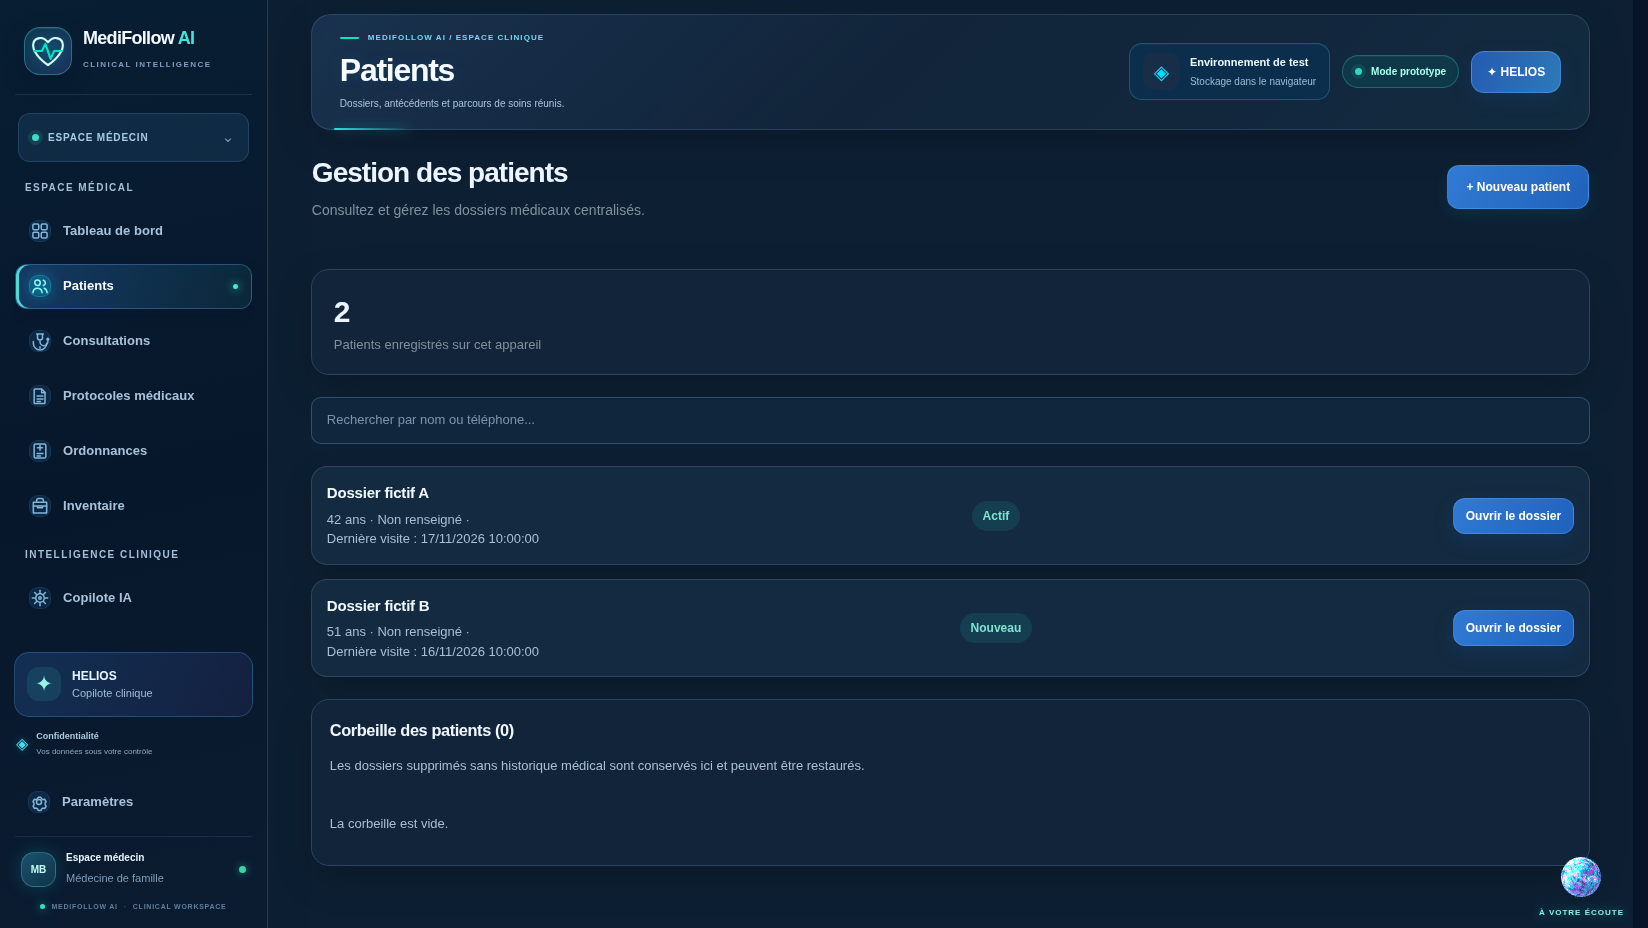 MediFollow AI
CLINICAL INTELLIGENCE
ESPACE MÉDECIN
ESPACE MÉDICAL
Tableau de bord
Patients
Consultations
Protocoles médicaux
Ordonnances
Inventaire
INTELLIGENCE CLINIQUE
Copilote IA
HELIOS
Copilote clinique
Confidentialité
Vos données sous votre contrôle
Paramètres
MB
Espace médecin
Médecine de famille
MEDIFOLLOW AI · CLINICAL WORKSPACE
MEDIFOLLOW AI / ESPACE CLINIQUE
Patients
Dossiers, antécédents et parcours de soins réunis.
Environnement de test
Stockage dans le navigateur
Mode prototype
✦ HELIOS
Gestion des patients
Consultez et gérez les dossiers médicaux centralisés.
+ Nouveau patient
2
Patients enregistrés sur cet appareil
Rechercher par nom ou téléphone...
Dossier fictif A
42 ans · Non renseigné ·
Dernière visite : 17/11/2026 10:00:00
Actif
Ouvrir le dossier
Dossier fictif B
51 ans · Non renseigné ·
Dernière visite : 16/11/2026 10:00:00
Nouveau
Ouvrir le dossier
Corbeille des patients (0)
Les dossiers supprimés sans historique médical sont conservés ici et peuvent être restaurés.
La corbeille est vide.
À VOTRE ÉCOUTE